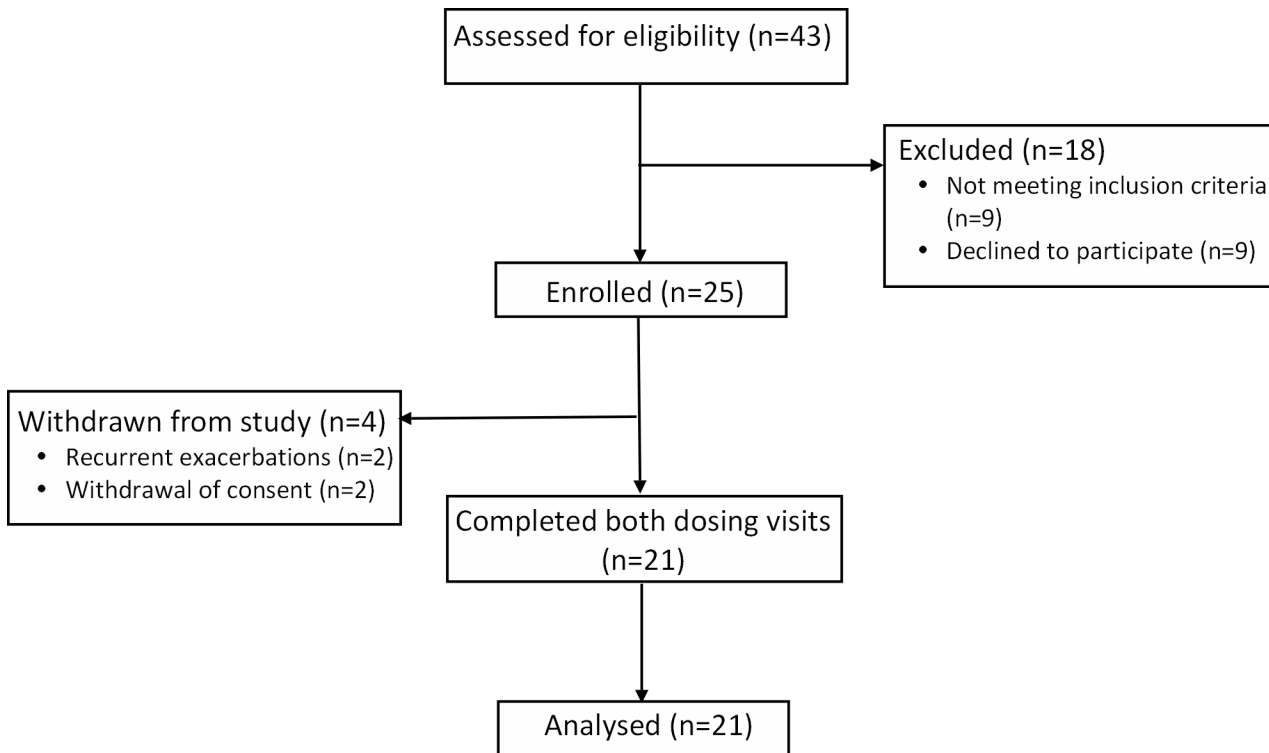 Assessed for eligibility (n=43)
Excluded (n=18)
• Not meeting inclusion criteria
(n=9)
• Declined to participate (n=9)
Enrolled (n=25)
Withdrawn from study (n=4)
• Recurrent exacerbations (n=2)
• Withdrawal of consent (n=2)
Completed both dosing visits
(n=21)
Analysed (n=21)